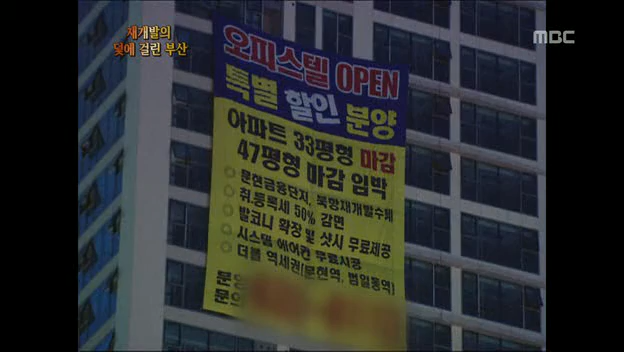 재개발의
덫에 걸린 부산
MBC
오피스텔 OPEN
특별 할인 분양
아파트 33평형 마감
47평형 마감 임박
문현금융단지, 북항재개발수혜
취.등록세 50% 감면
발코니 확장 및 샷시 무료제공
시스템 에어컨 무료시공
더블 역세권(문현역, 범일동역)
문
문의